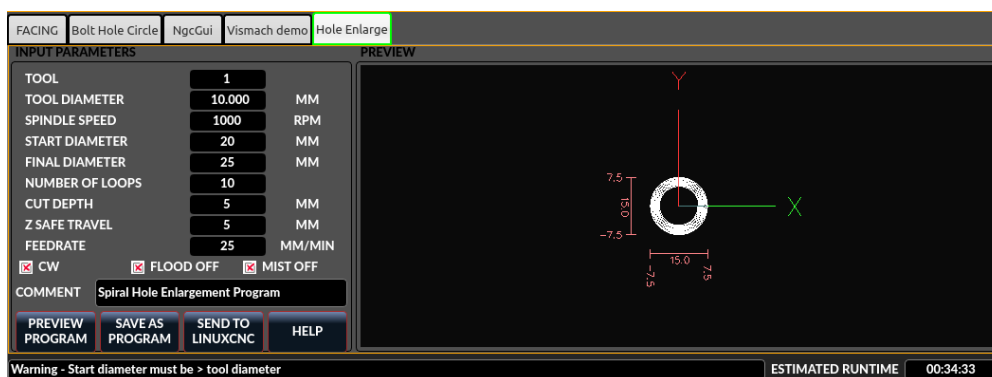 FACING Bolt Hole Circle NgcGui Vismach demo Hole Enlarge
INPUT PARAMETERS
PREVIEW
TOOL 1
TOOL DIAMETER 10.000 MM
SPINDLE SPEED 1000 RPM
START DIAMETER 20 MM
FINAL DIAMETER 25 MM
NUMBER OF LOOPS 10
CUT DEPTH 5 MM
Z SAFE TRAVEL 5 MM
FEEDRATE 25 MM/MIN
CW FLOOD OFF MIST OFF
COMMENT Spiral Hole Enlargement Program
PREVIEW PROGRAM
SAVE AS PROGRAM
SEND TO LINUXCNC
HELP
Y
X
7.5
15.0
-7.5
15.0
-7.5
7.5
Warning - Start diameter must be > tool diameter
ESTIMATED RUNTIME 00:34:33